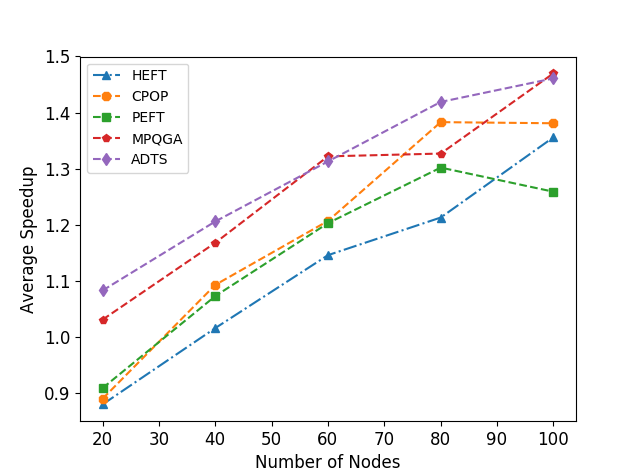 1.5
1.4
1.3
1.2
1.1
1.0
0.9
Average Speedup
HEFT
CPOP
PEFT
MPQGA
ADTS
20 30 40 50 60 70 80 90 100
Number of Nodes